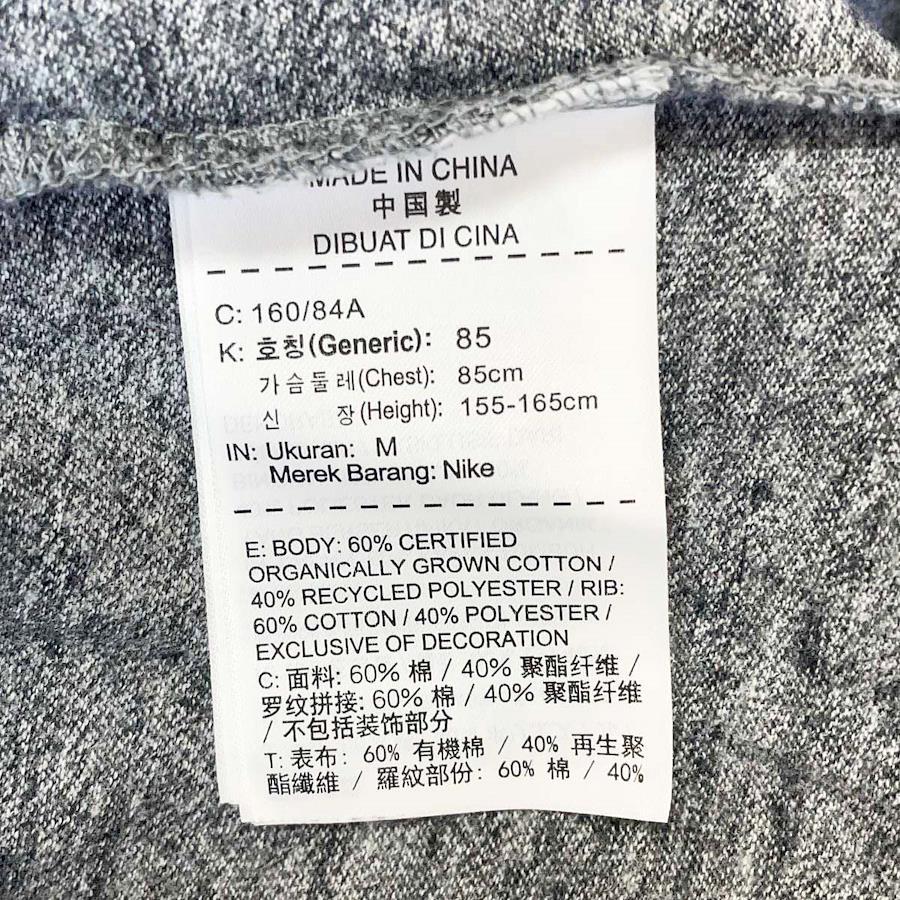 MADE IN CHINA
中国製
DIBUAT DI CINA
C: 160/84A
K: 호칭(Generic): 85
가슴둘레(Chest): 85cm
신 장(Height): 155-165cm
IN: Ukuran: M
Merek Barang: Nike
E: BODY: 60% CERTIFIED
ORGANICALLY GROWN COTTON /
40% RECYCLED POLYESTER / RIB:
60% COTTON / 40% POLYESTER /
EXCLUSIVE OF DECORATION
C: 面料: 60% 棉 / 40% 聚酯纤维 /
罗纹拼接: 60% 棉 / 40% 聚酯纤维
/ 不包括装饰部分
T: 表布: 60% 有機棉 / 40% 再生聚
酯纖維 / 羅紋部份: 60% 棉 / 40%